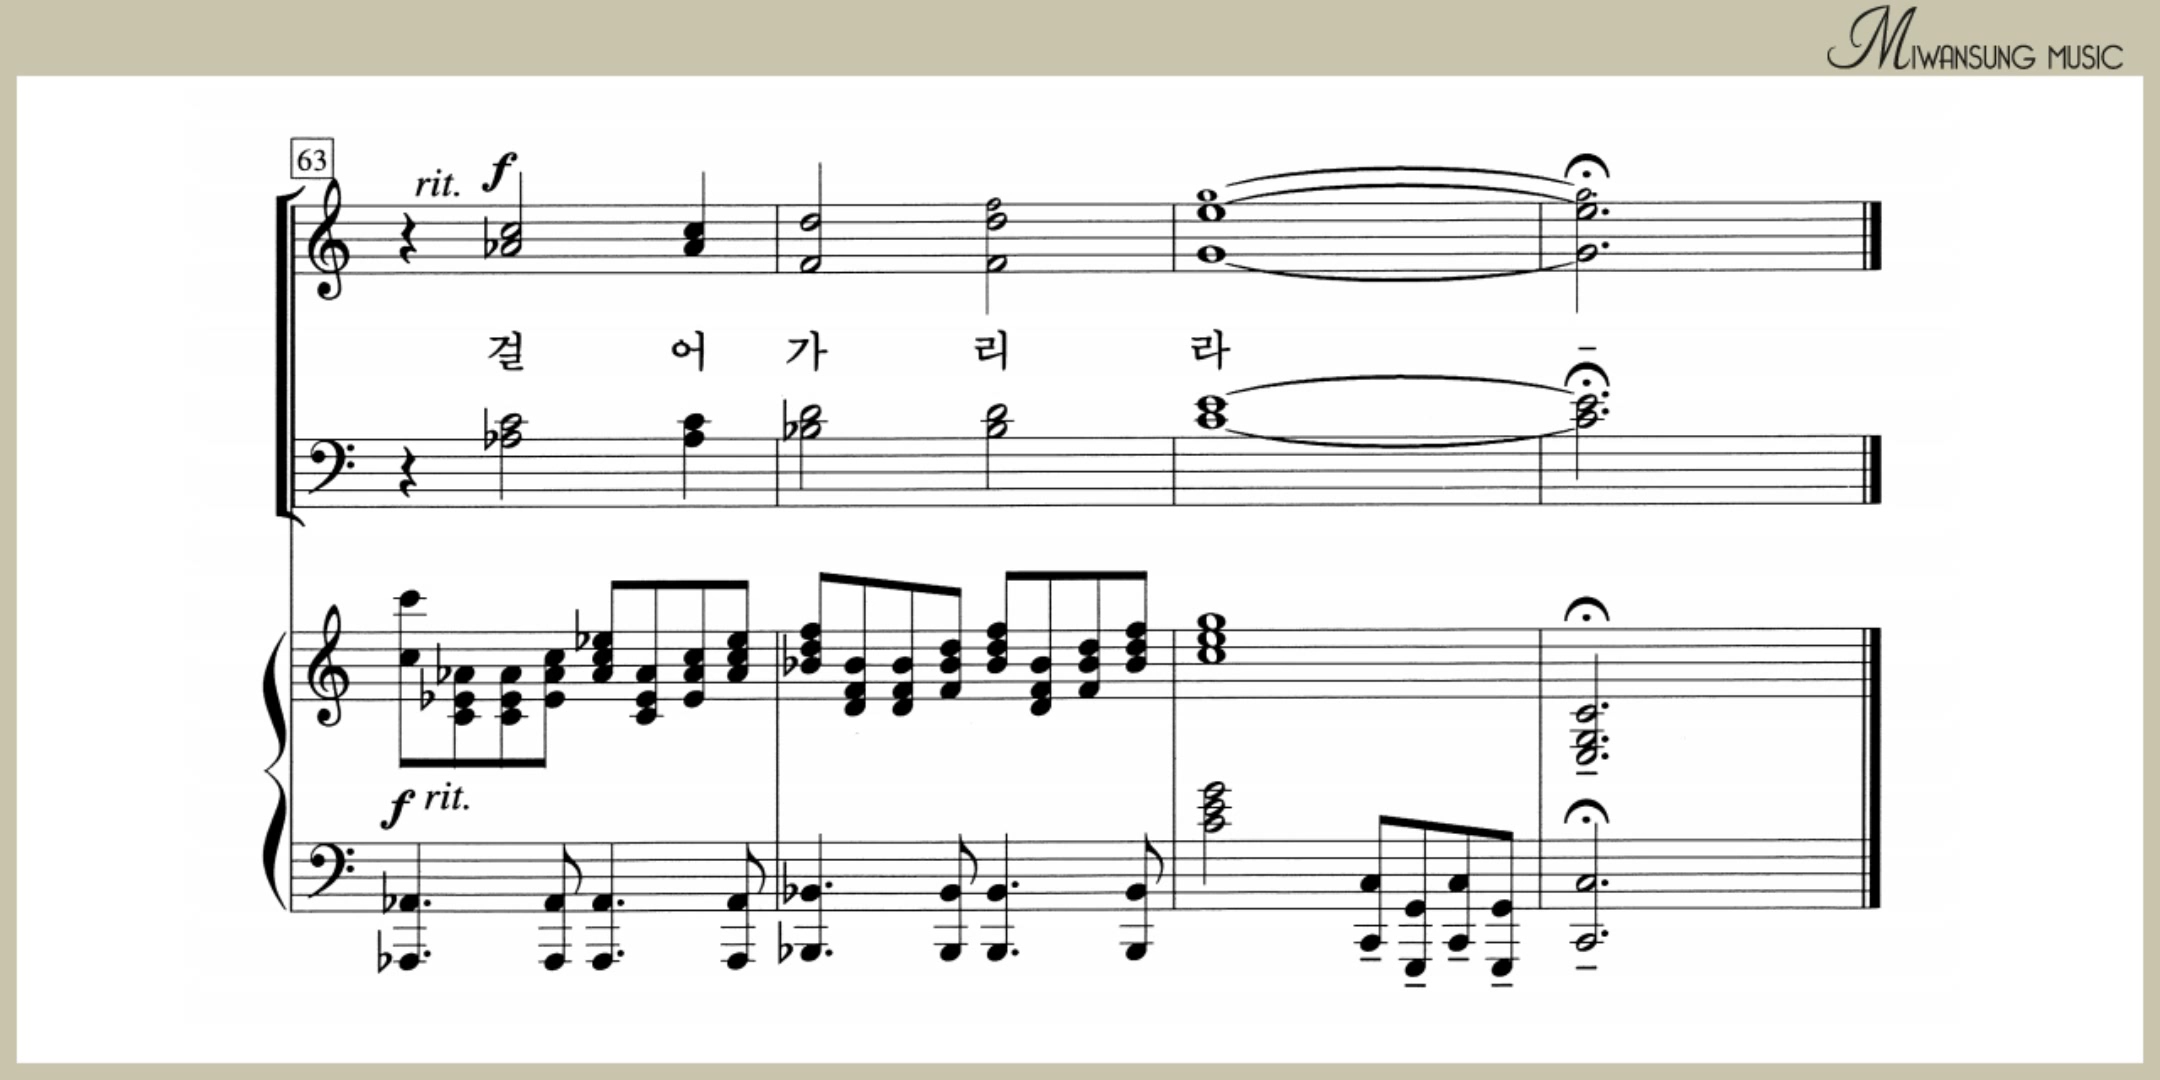 MIWANSUNG MUSIC
63
rit. f
걸 어 가 리 라 –
f rit.